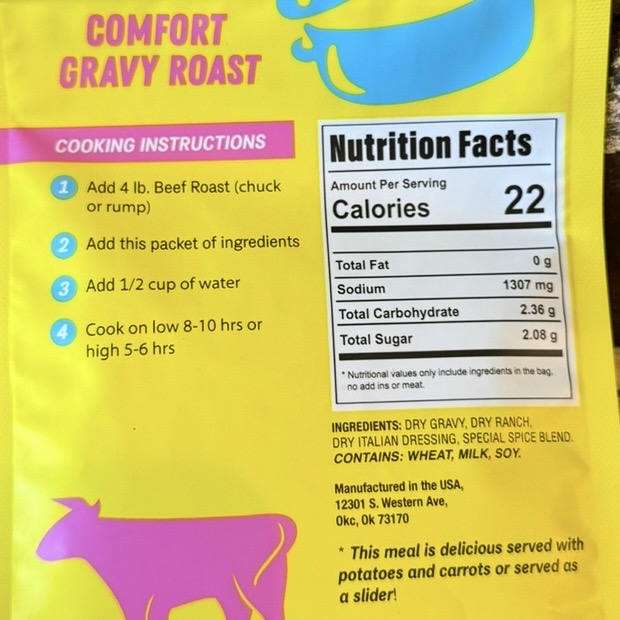 COMFORT
GRAVY ROAST
COOKING INSTRUCTIONS
1 Add 4 lb. Beef Roast (chuck
or rump)
2 Add this packet of ingredients
3 Add 1/2 cup of water
4 Cook on low 8-10 hrs or
high 5-6 hrs
Nutrition Facts
Amount Per Serving
Calories 22
Total Fat 0 g
Sodium 1307 mg
Total Carbohydrate 2.36 g
Total Sugar 2.08 g
* Nutritional values only include ingredients in the bag,
no add ins or meat.
INGREDIENTS: DRY GRAVY, DRY RANCH,
DRY ITALIAN DRESSING, SPECIAL SPICE BLEND.
CONTAINS: WHEAT, MILK, SOY.
Manufactured in the USA,
12301 S. Western Ave,
Okc, Ok 73170
* This meal is delicious served with
potatoes and carrots or served as
a slider!